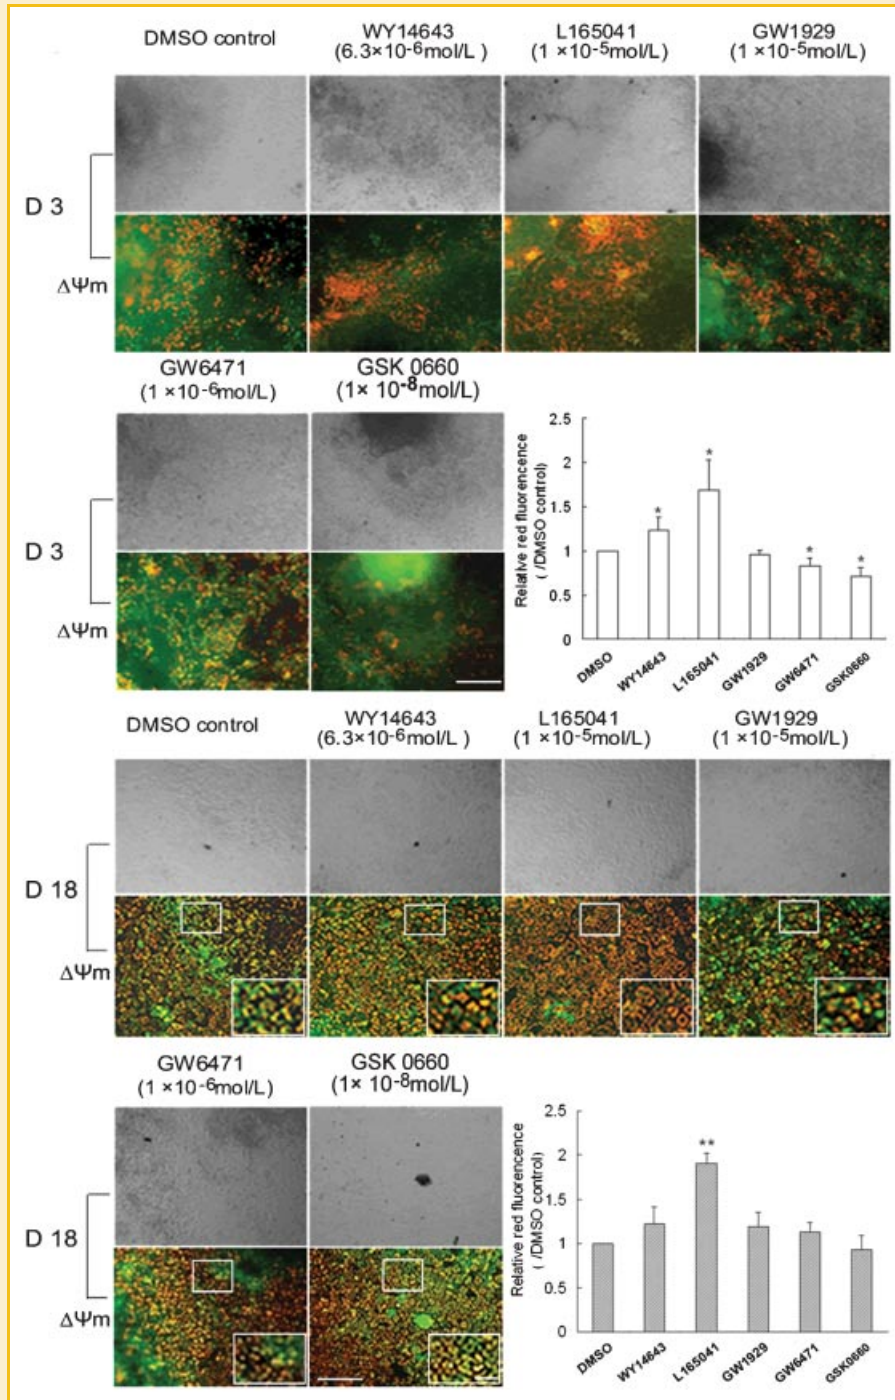 DMSO control
WY14643
(6.3×10-6mol/L)
L165041
(1 ×10-5mol/L)
GW1929
(1 ×10-5mol/L)
D 3
ΔΨm
GW6471
(1 ×10-6mol/L)
GSK 0660
(1× 10-8mol/L)
D 3
ΔΨm
Relative red fluorescence
( /DMSO control)
2.5
2
1.5
1
0.5
0
*
*
*
*
DMSO
WY14643
L165041
GW1929
GW6471
GSK0660
DMSO control
WY14643
(6.3×10-6mol/L )
L165041
(1 ×10-5mol/L)
GW1929
(1 ×10-5mol/L)
D 18
ΔΨm
GW6471
(1 ×10-6mol/L)
GSK 0660
(1× 10-8mol/L)
D 18
ΔΨm
Relative red fluorescence
( /DMSO control)
2.5
2
1.5
1
0.5
0
**
DMSO
WY14643
L165041
GW1929
GW6471
GSK0660